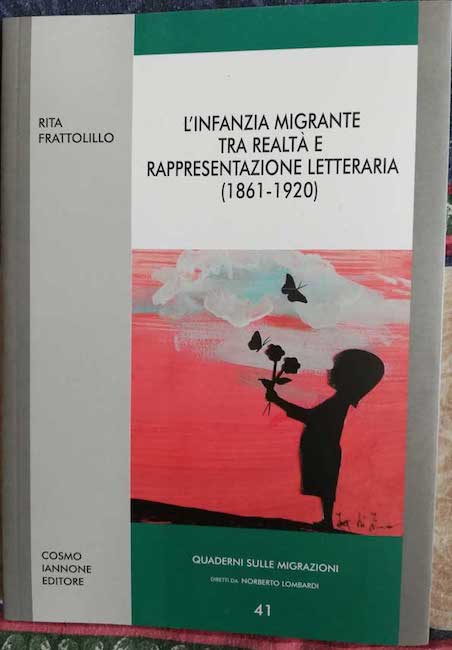 RITA
FRATTOLILLO
L'INFANZIA MIGRANTE
TRA REALTÀ E
RAPPRESENTAZIONE LETTERARIA
(1861-1920)
COSMO
IANNONE
EDITORE
QUADERNI SULLE MIGRAZIONI
DIRETTI DA NORBERTO LOMBARDI
41